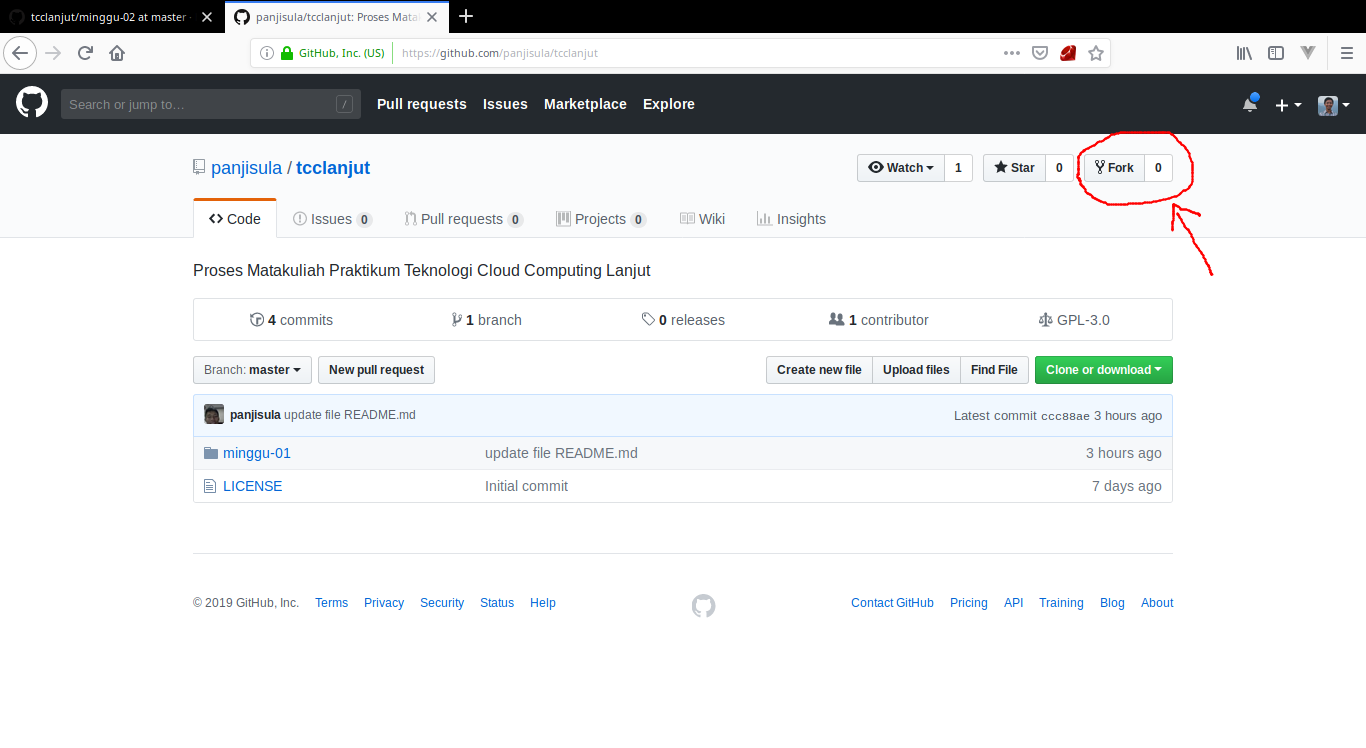 tcclanjut/minggu-02 at master
panjisula/tcclanjut: Proses Mata
GitHub, Inc. (US) https://github.com/panjisula/tcclanjut
Search or jump to… / Pull requests Issues Marketplace Explore
panjisula / tcclanjut Watch 1 Star 0 Fork 0
Code Issues 0 Pull requests 0 Projects 0 Wiki Insights
Proses Matakuliah Praktikum Teknologi Cloud Computing Lanjut
4 commits 1 branch 0 releases 1 contributor GPL-3.0
Branch: master New pull request Create new file Upload files Find File Clone or download
panjisula update file README.md Latest commit ccc88ae 3 hours ago
minggu-01 update file README.md 3 hours ago
LICENSE Initial commit 7 days ago
© 2019 GitHub, Inc. Terms Privacy Security Status Help Contact GitHub Pricing API Training Blog About